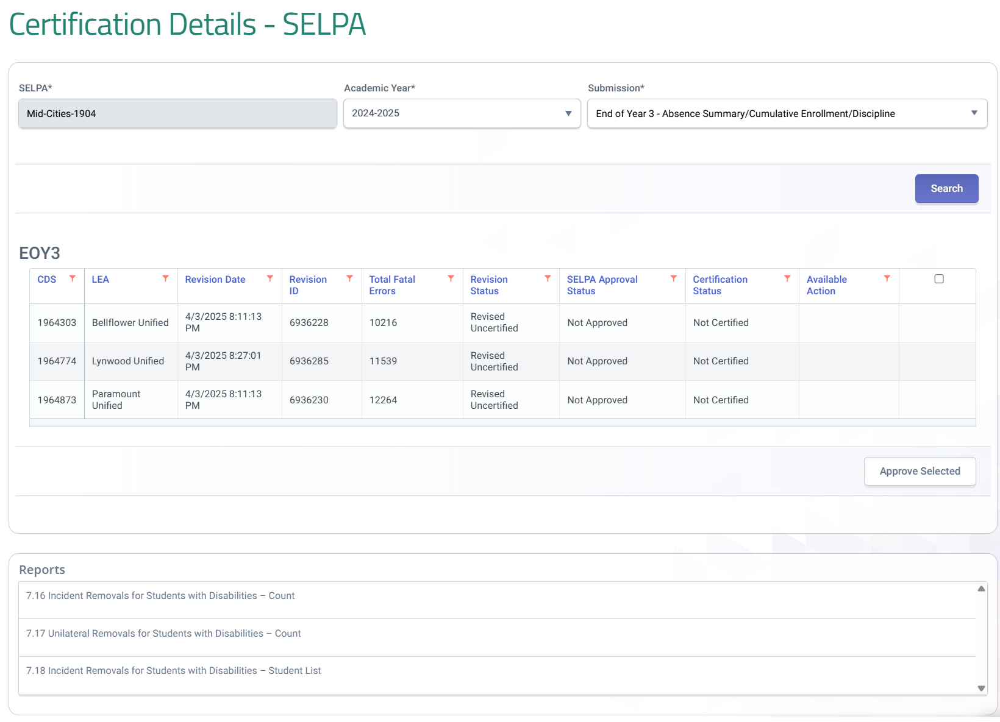 Certification Details - SELPA
SELPA*
Academic Year*
Submission*
Mid-Cities-1904
2024-2025
End of Year 3 - Absence Summary/Cumulative Enrollment/Discipline
Search
EOY3
CDS
LEA
Revision Date
Revision
ID
Total Fatal
Errors
Revision
Status
SELPA Approval
Status
Certification
Status
Available
Action
1964303
Bellflower Unified
4/3/2025 8:11:13
PM
6936228
10216
Revised
Uncertified
Not Approved
Not Certified
1964774
Lynwood Unified
4/3/2025 8:27:01
PM
6936285
11539
Revised
Uncertified
Not Approved
Not Certified
1964873
Paramount
Unified
4/3/2025 8:11:13
PM
6936230
12264
Revised
Uncertified
Not Approved
Not Certified
Approve Selected
Reports
7.16 Incident Removals for Students with Disabilities – Count
7.17 Unilateral Removals for Students with Disabilities – Count
7.18 Incident Removals for Students with Disabilities – Student List